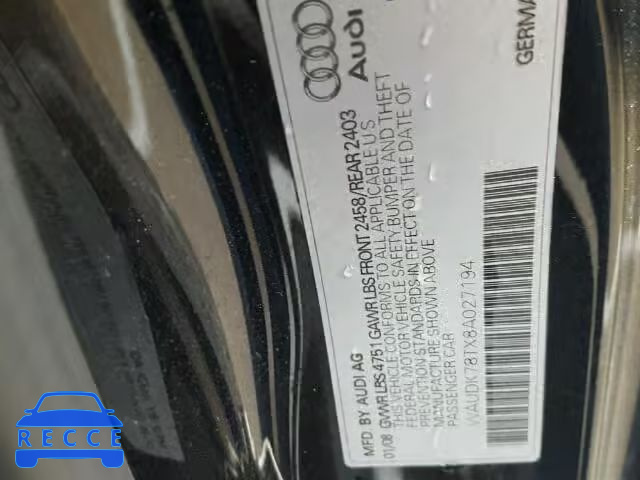 AUDI
GERMA
MFD BY AUDI AG
01/08 GVWR LBS 4751 GAWR LBS FRONT 2458/REAR 2403
THIS VEHICLE CONFORMS TO ALL APPLICABLE U S
FEDERAL MOTOR VEHICLE SAFETY, BUMPER AND THEFT
PREVENTION STANDARDS IN EFFECT ON THE DATE OF
MANUFACTURE SHOWN ABOVE
PASSENGER CAR
WAUDK78TX8A027194
RECCE